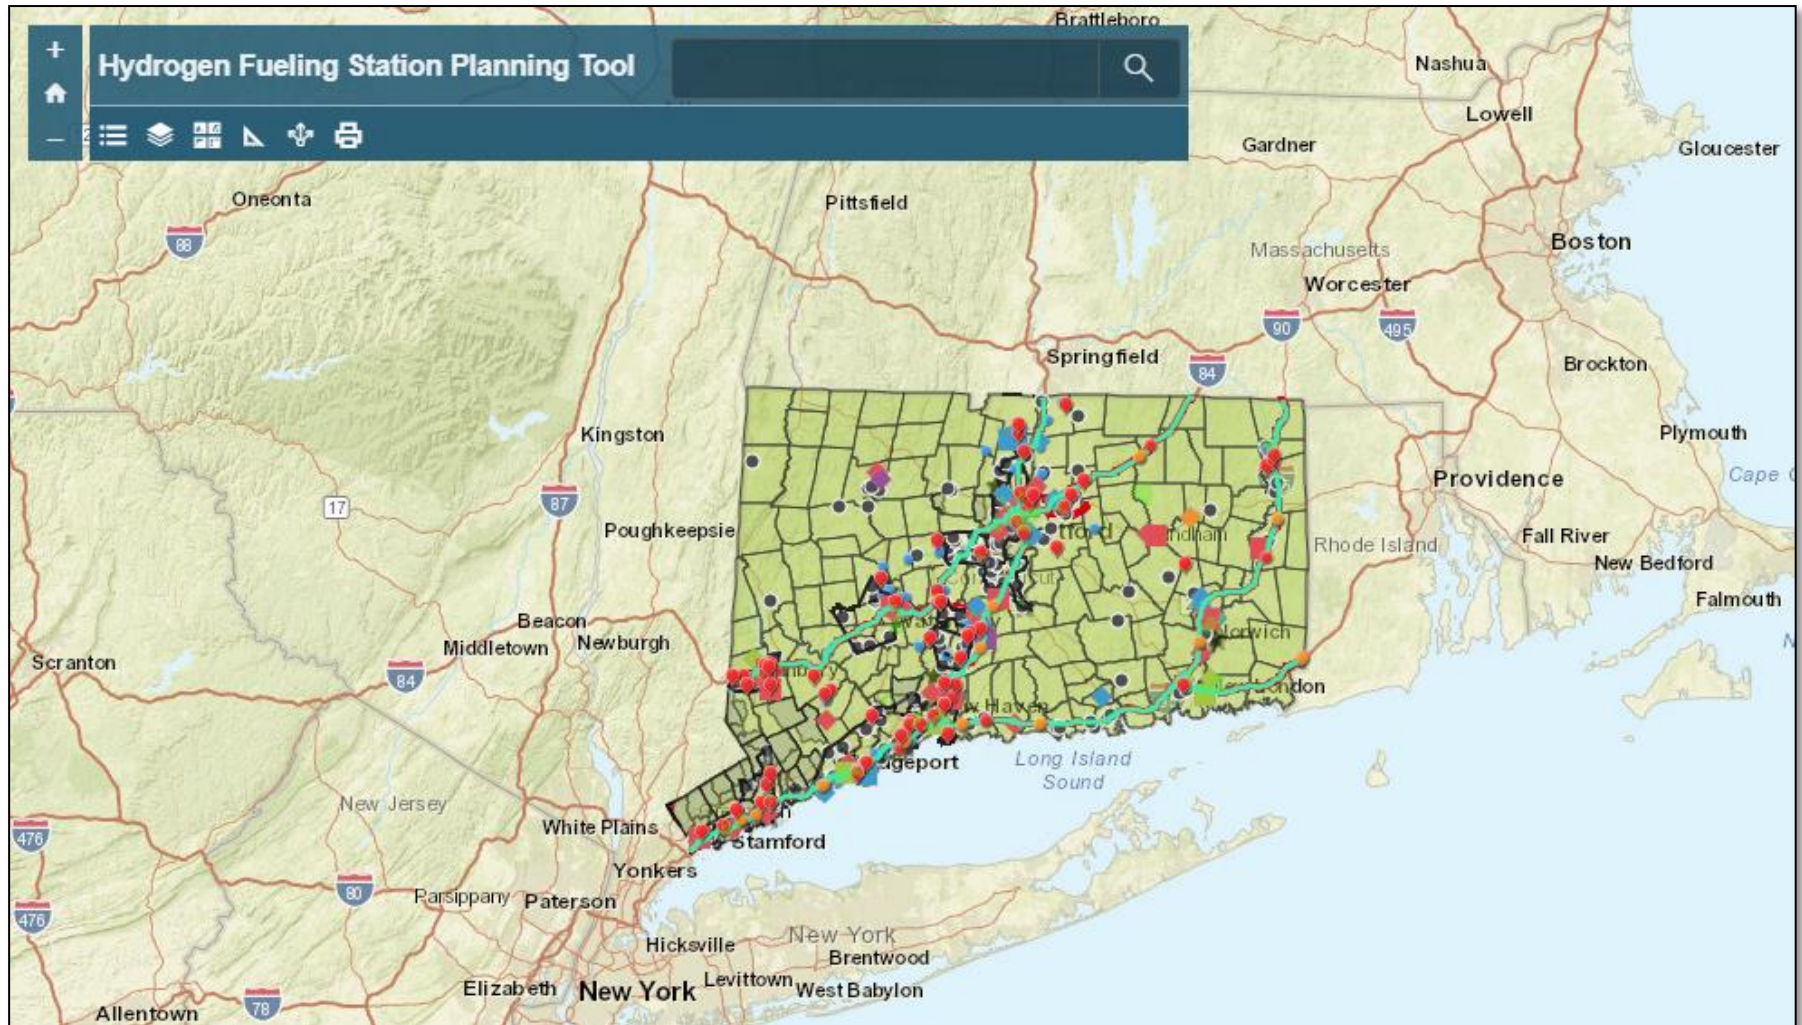 Brattleboro
Hydrogen Fueling Station Planning Tool
Nashua
Lowell
Gardner
Gloucester
Oneonta
Pittsfield
88
Boston
Massachusetts
Worcester
90
495
Springfield
84
Brockton
Kingston
Plymouth
Providence
Cape
87
17
Poughkeepsie
Fall River
Rhode Island
New Bedford
Falmouth
Beacon
Middletown
Newburgh
Norwich
Scranton
84
Long Island
Sound
New Jersey
White Plains
476
Stamford
Yonkers
80
Parsippany
Paterson
476
New York
Hicksville
Brentwood
Levittown
West Babylon
Elizabeth
New York
78
Allentown